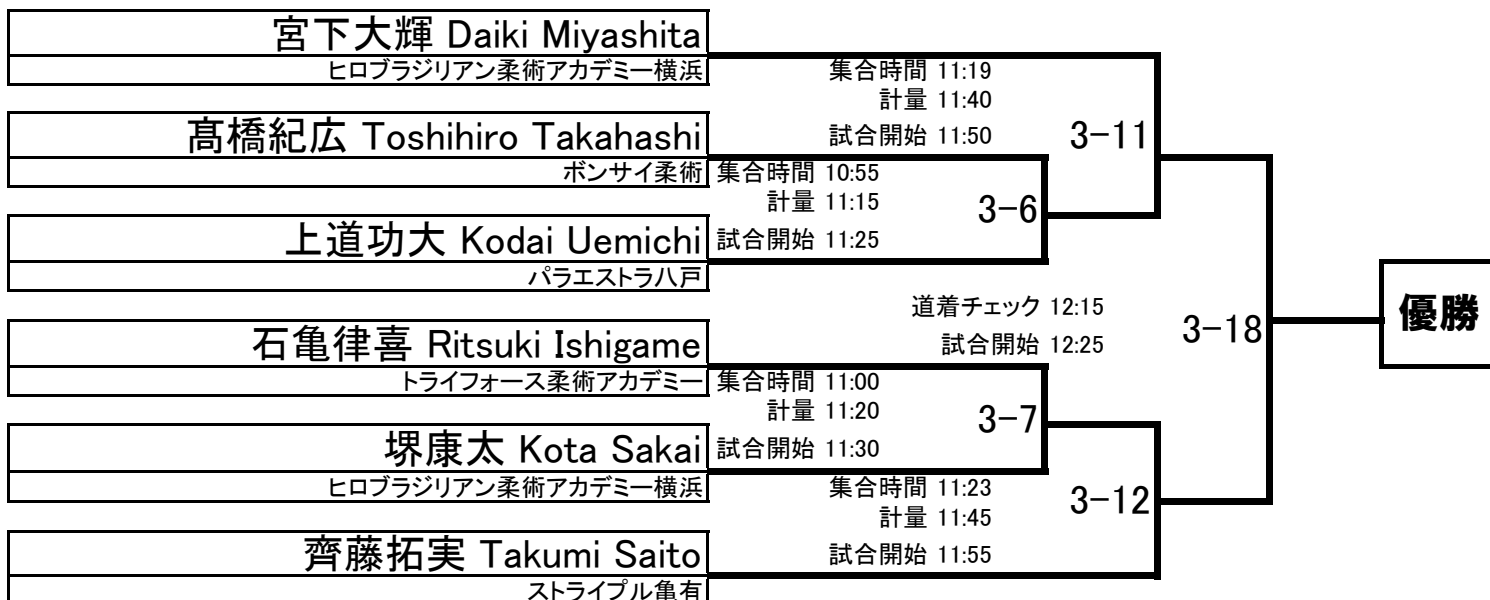 宮下大輝 Daiki Miyashita
ヒロブラジリアン柔術アカデミー横浜
集合時間 11:19
計量 11:40
試合開始 11:50
3-11
髙橋紀広 Toshihiro Takahashi
ボンサイ柔術
集合時間 10:55
計量 11:15
試合開始 11:25
3-6
上道功大 Kodai Uemichi
パラエストラ八戸
道着チェック 12:15
試合開始 12:25
3-18
優勝
石亀律喜 Ritsuki Ishigame
トライフォース柔術アカデミー
集合時間 11:00
計量 11:20
試合開始 11:30
3-7
堺康太 Kota Sakai
ヒロブラジリアン柔術アカデミー横浜
集合時間 11:23
計量 11:45
試合開始 11:55
3-12
齊藤拓実 Takumi Saito
ストライプル亀有